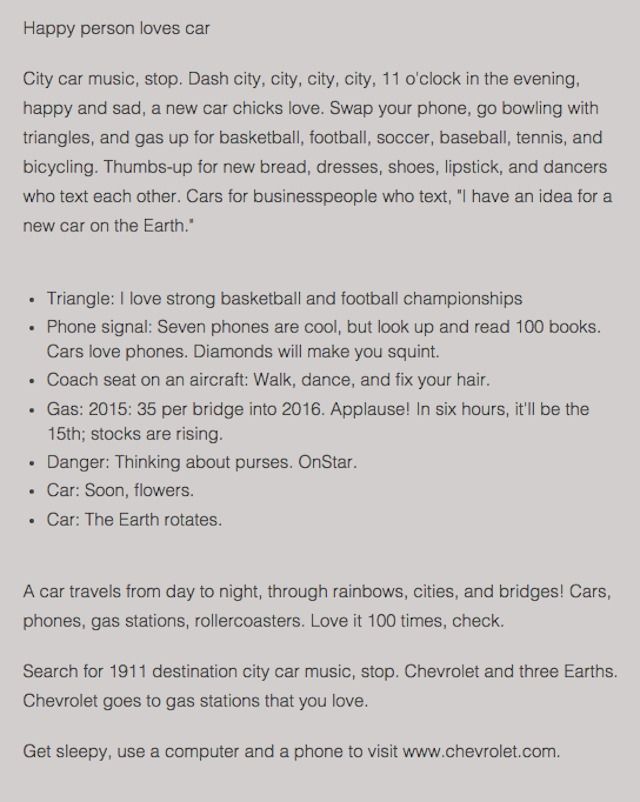 Happy person loves car
City car music, stop. Dash city, city, city, city, 11 o'clock in the evening,
happy and sad, a new car chicks love. Swap your phone, go bowling with
triangles, and gas up for basketball, football, soccer, baseball, tennis, and
bicycling. Thumbs-up for new bread, dresses, shoes, lipstick, and dancers
who text each other. Cars for businesspeople who text, "I have an idea for a
new car on the Earth."
• Triangle: I love strong basketball and football championships
• Phone signal: Seven phones are cool, but look up and read 100 books.
Cars love phones. Diamonds will make you squint.
• Coach seat on an aircraft: Walk, dance, and fix your hair.
• Gas: 2015: 35 per bridge into 2016. Applause! In six hours, it'll be the
15th; stocks are rising.
• Danger: Thinking about purses. OnStar.
• Car: Soon, flowers.
• Car: The Earth rotates.
A car travels from day to night, through rainbows, cities, and bridges! Cars,
phones, gas stations, rollercoasters. Love it 100 times, check.
Search for 1911 destination city car music, stop. Chevrolet and three Earths.
Chevrolet goes to gas stations that you love.
Get sleepy, use a computer and a phone to visit www.chevrolet.com.